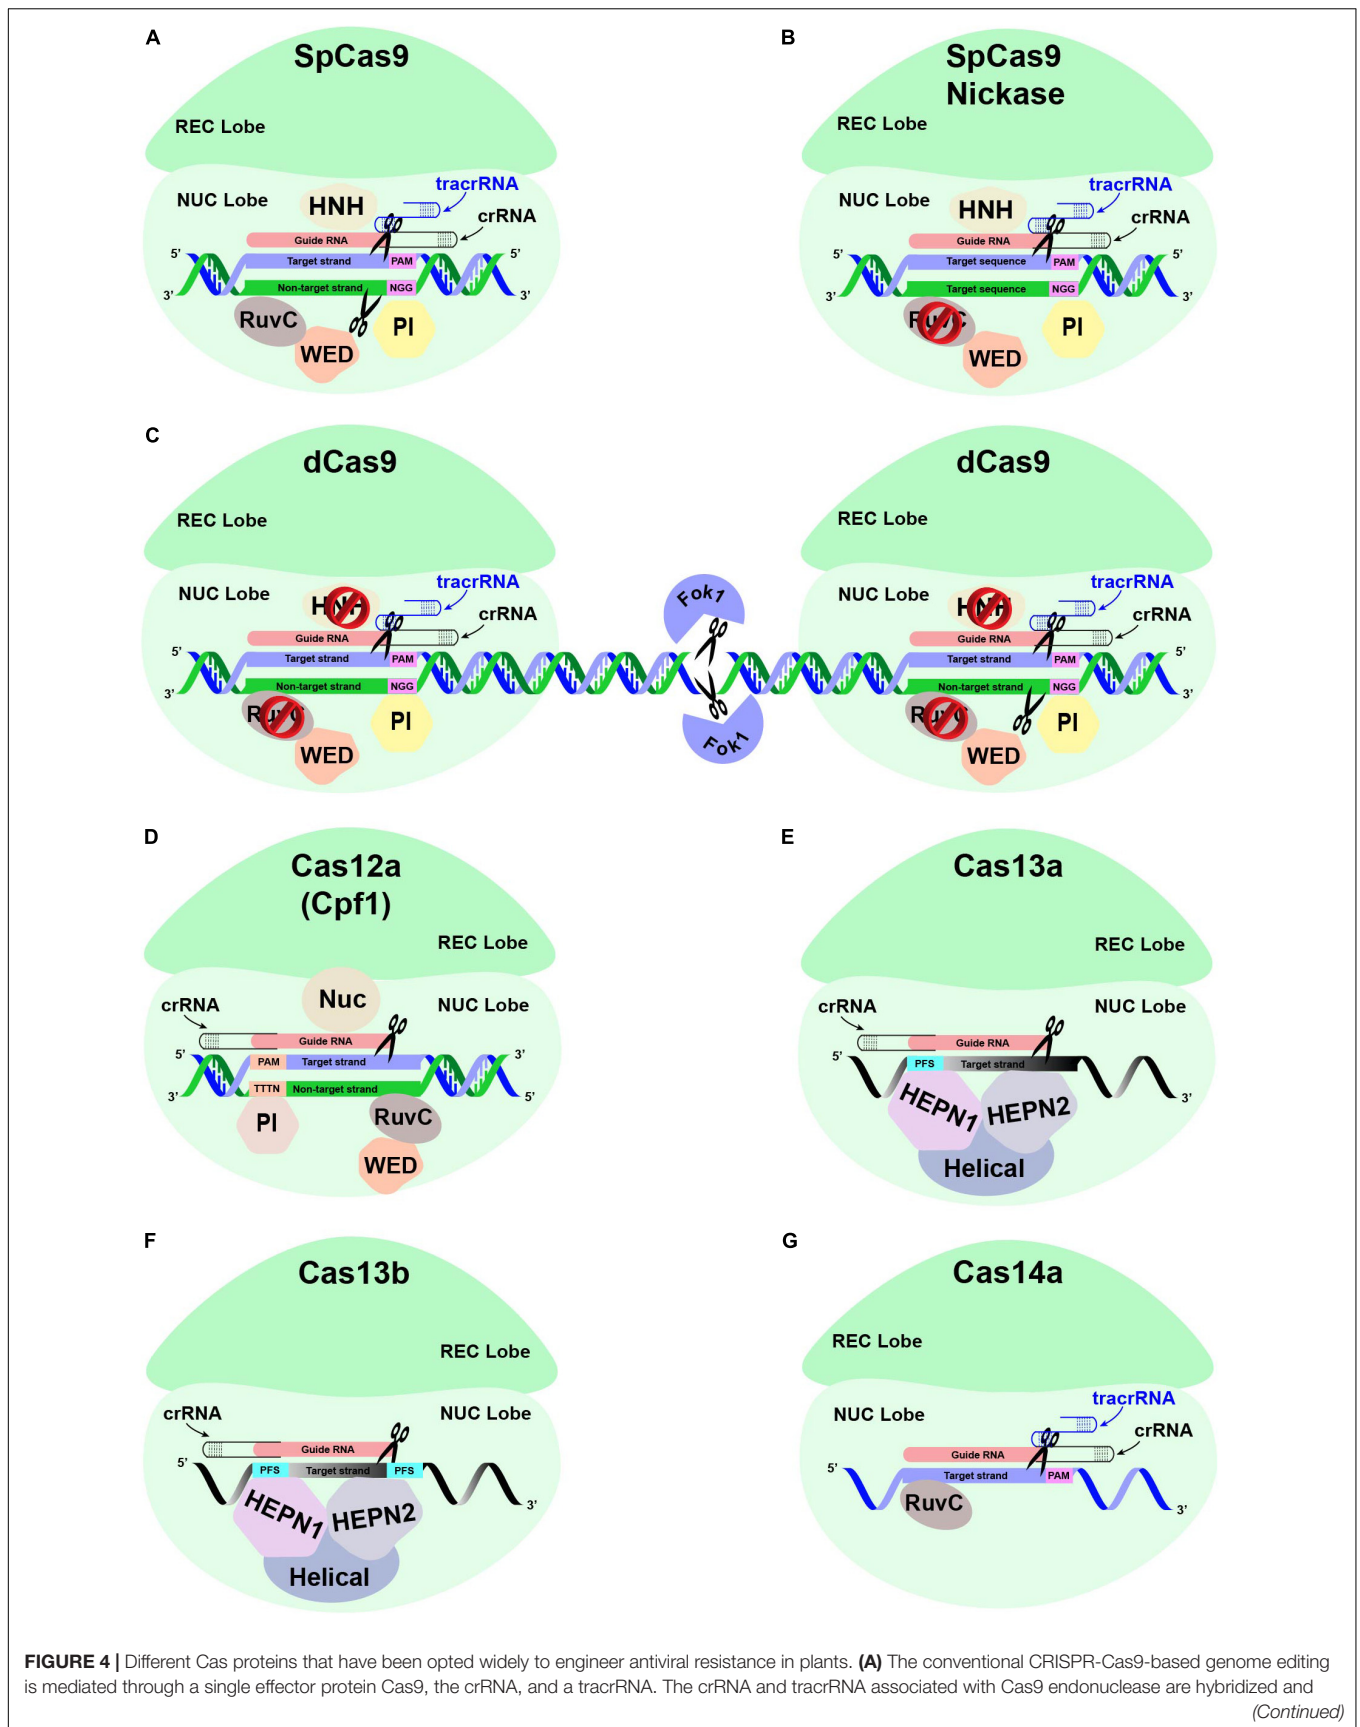 A
SpCas9
REC Lobe
NUC Lobe
HNH
tracrRNA
crRNA
Guide RNA
5’
Target strand
PAM
5’
3’
Non-target strand
NGG
3’
RuvC
WED
PI
B
SpCas9
Nickase
REC Lobe
NUC Lobe
HNH
tracrRNA
crRNA
Guide RNA
5’
Target sequence
PAM
5’
3’
Target sequence
NGG
3’
RuvC
WED
PI
C
dCas9
REC Lobe
NUC Lobe
HNH
tracrRNA
crRNA
Guide RNA
5’
Target strand
PAM
3’
Non-target strand
NGG
RuvC
WED
PI
Fok1
Fok1
dCas9
REC Lobe
NUC Lobe
HNH
tracrRNA
crRNA
Guide RNA
Target strand
PAM
5’
Non-target strand
NGG
3’
RuvC
WED
PI
D
Cas12a
(Cpf1)
REC Lobe
NUC Lobe
Nuc
crRNA
Guide RNA
5’
PAM
Target strand
3’
3’
TTTN
Non-target strand
5’
PI
RuvC
WED
E
Cas13a
REC Lobe
NUC Lobe
crRNA
Guide RNA
5’
PFS
Target strand
3’
HEPN1
HEPN2
Helical
F
Cas13b
REC Lobe
NUC Lobe
crRNA
Guide RNA
5’
PFS
Target strand
PFS
3’
HEPN1
HEPN2
Helical
G
Cas14a
REC Lobe
NUC Lobe
tracrRNA
crRNA
Guide RNA
5’
Target strand
PAM
3’
RuvC
FIGURE 4 | Different Cas proteins that have been opted widely to engineer antiviral resistance in plants. (A) The conventional CRISPR-Cas9-based genome editing
is mediated through a single effector protein Cas9, the crRNA, and a tracrRNA. The crRNA and tracrRNA associated with Cas9 endonuclease are hybridized and
(Continued)